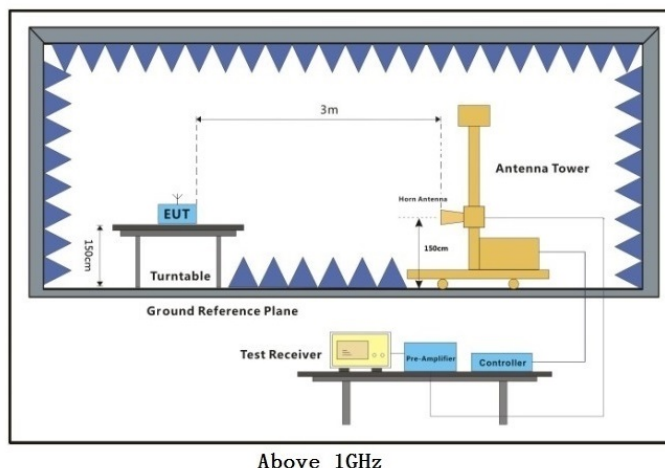 3m
Antenna Tower
Horn Antenna
EUT
150cm
150cm
Turntable
Ground Reference Plane
Test Receiver
Pre-Amplifier
Controller
Above 1GHz